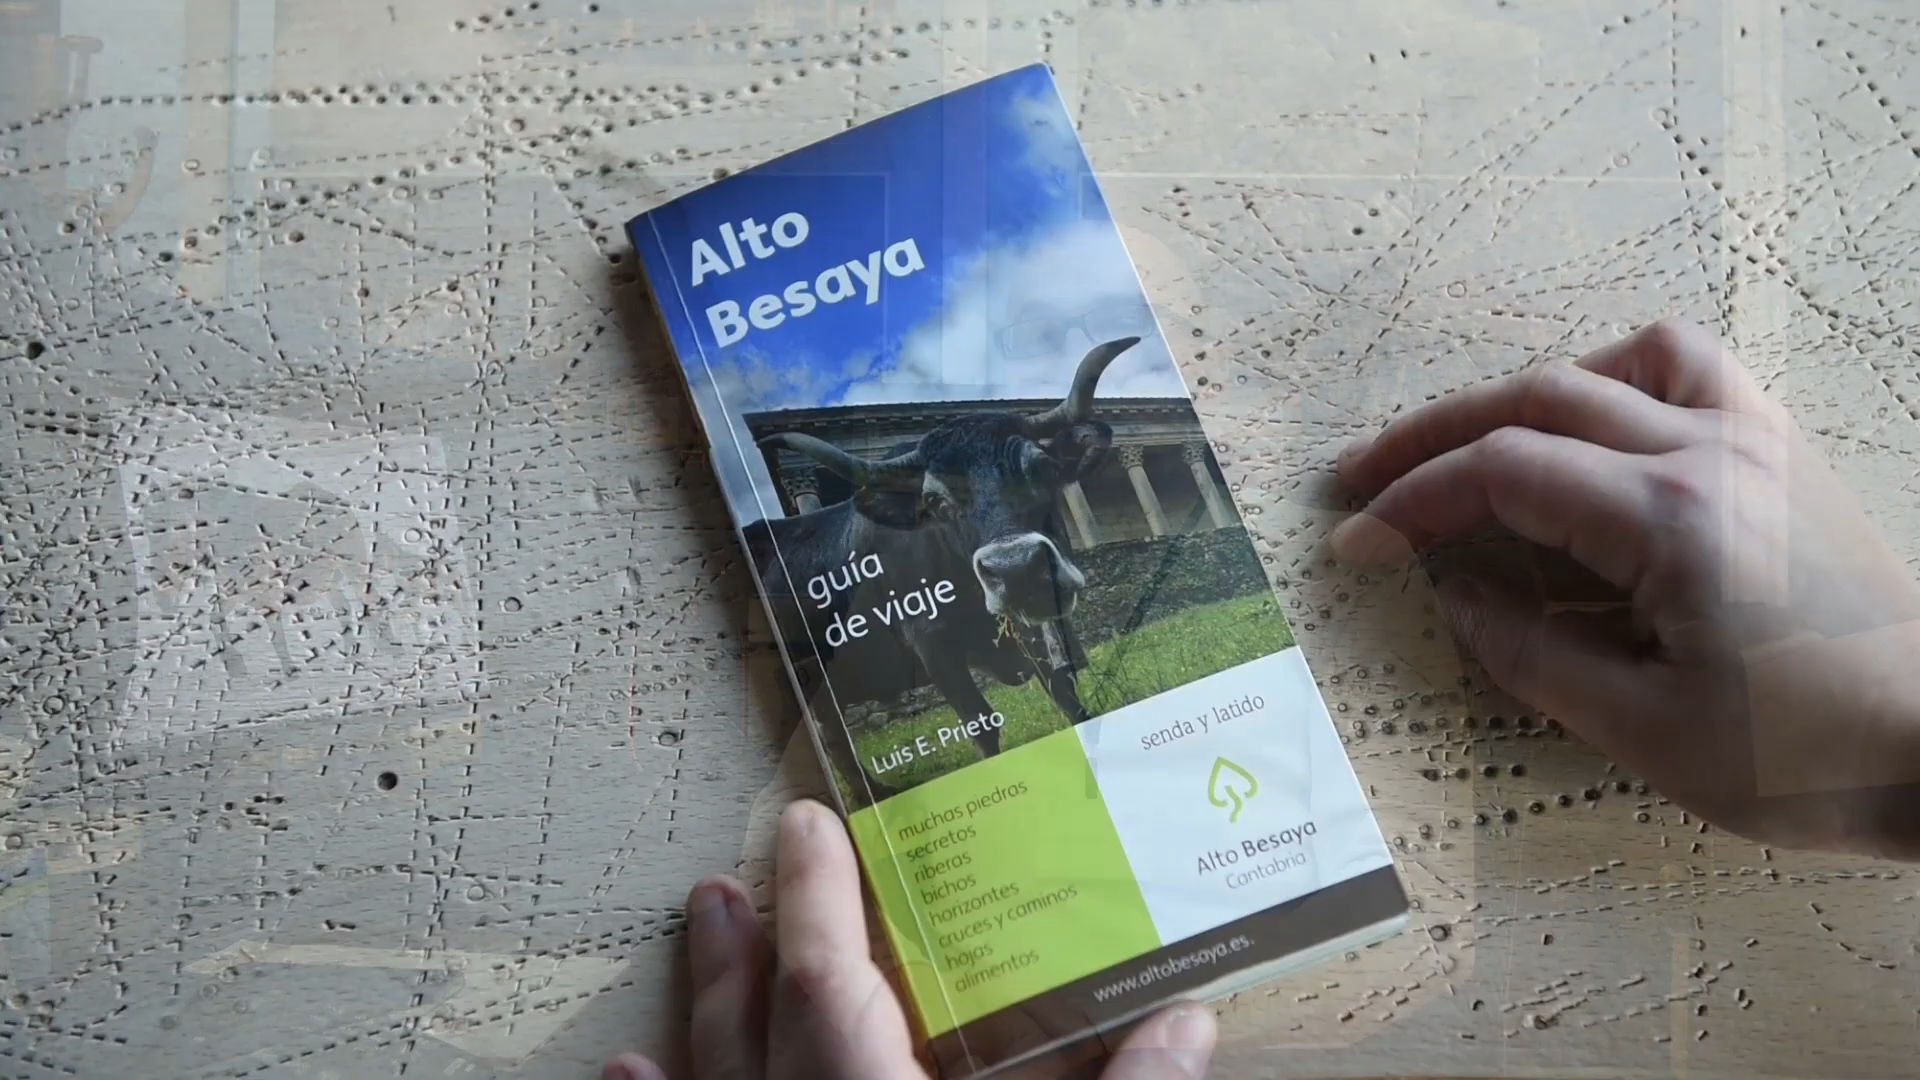 Alto
Besaya
guía
de viaje
Luis E. Prieto
muchas piedras
secretos
riberas
bichos
horizontes
cruces y caminos
hojas
alimentos
senda y latido
Alto Besaya
Cantabria
www.altobesaya.es.